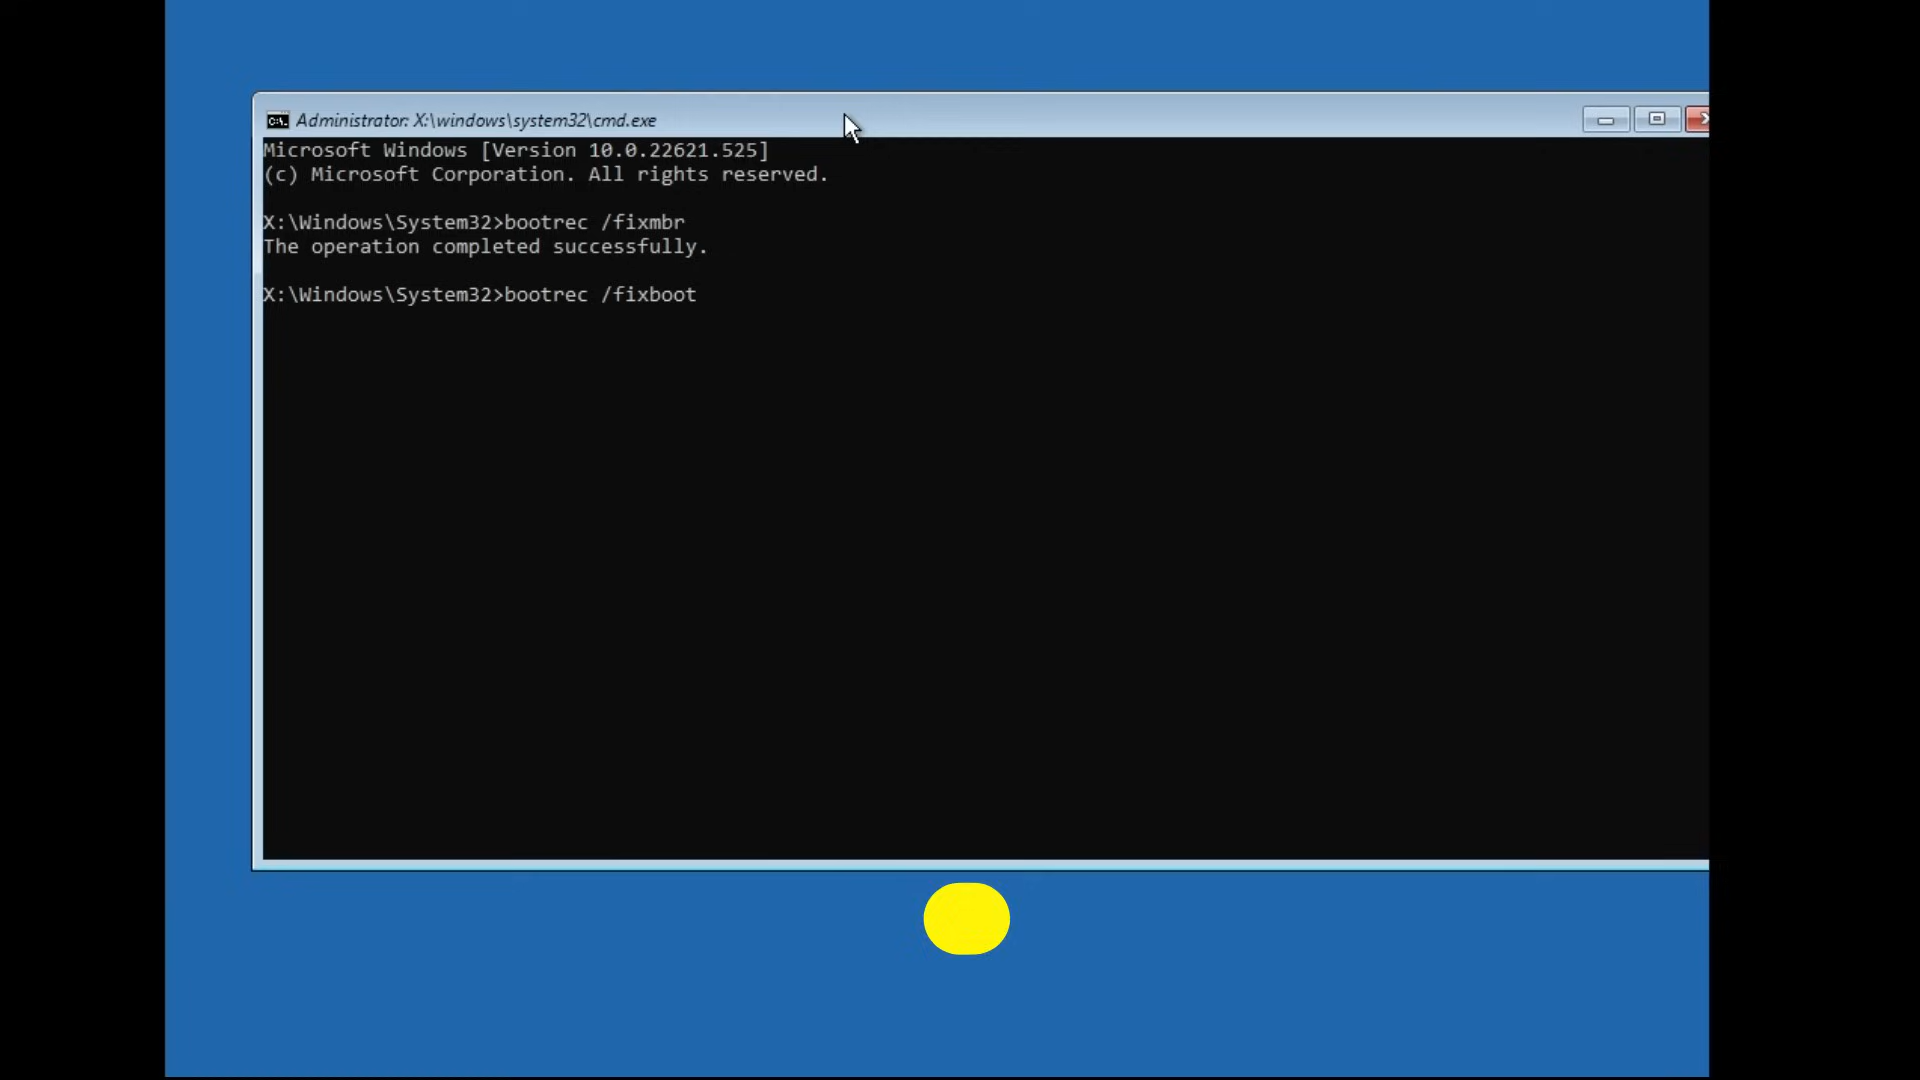 Administrator: X:\windows\system32\cmd.exe
Microsoft Windows [Version 10.0.22621.525]
(c) Microsoft Corporation. All rights reserved.
X:\Windows\System32>bootrec /fixmbr
The operation completed successfully.
X:\Windows\System32>bootrec /fixboot